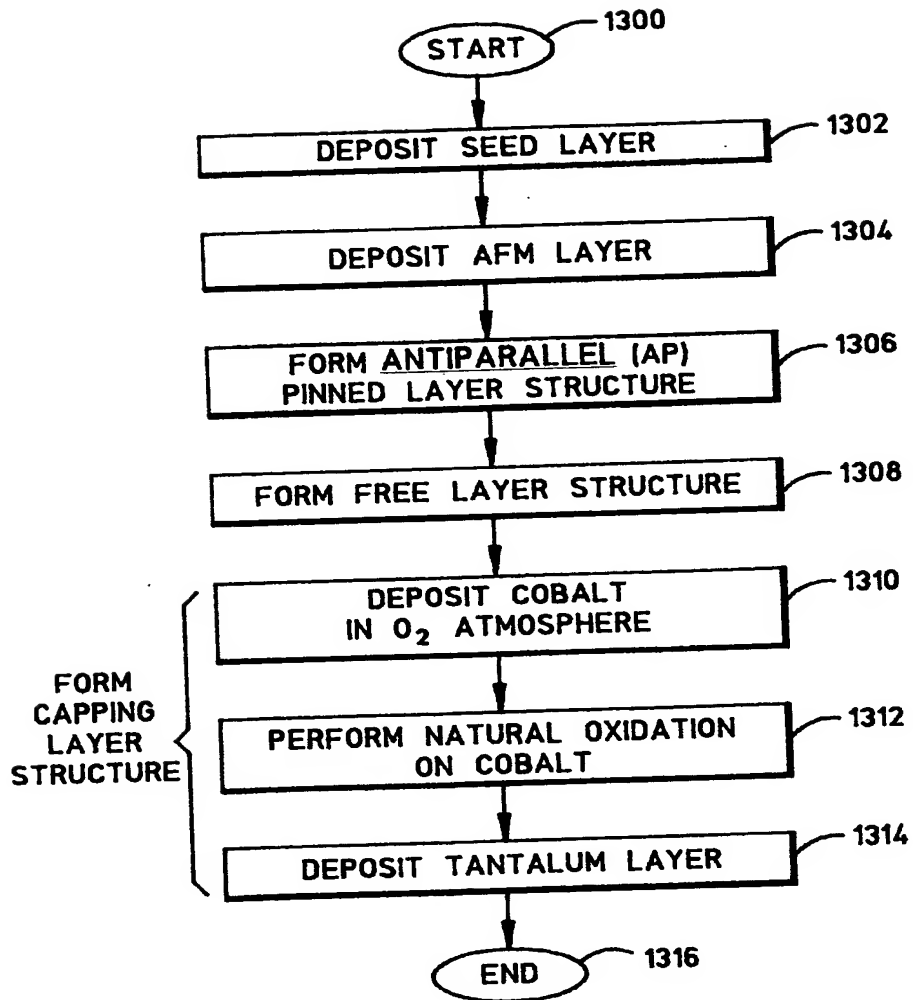 START
1300
DEPOSIT SEED LAYER
1302
DEPOSIT AFM LAYER
1304
FORM ANTIPARALLEL (AP)
PINNED LAYER STRUCTURE
1306
FORM FREE LAYER STRUCTURE
1308
FORM
CAPPING
LAYER
STRUCTURE
DEPOSIT COBALT
IN O₂ ATMOSPHERE
1310
PERFORM NATURAL OXIDATION
ON COBALT
1312
DEPOSIT TANTALUM LAYER
1314
END
1316